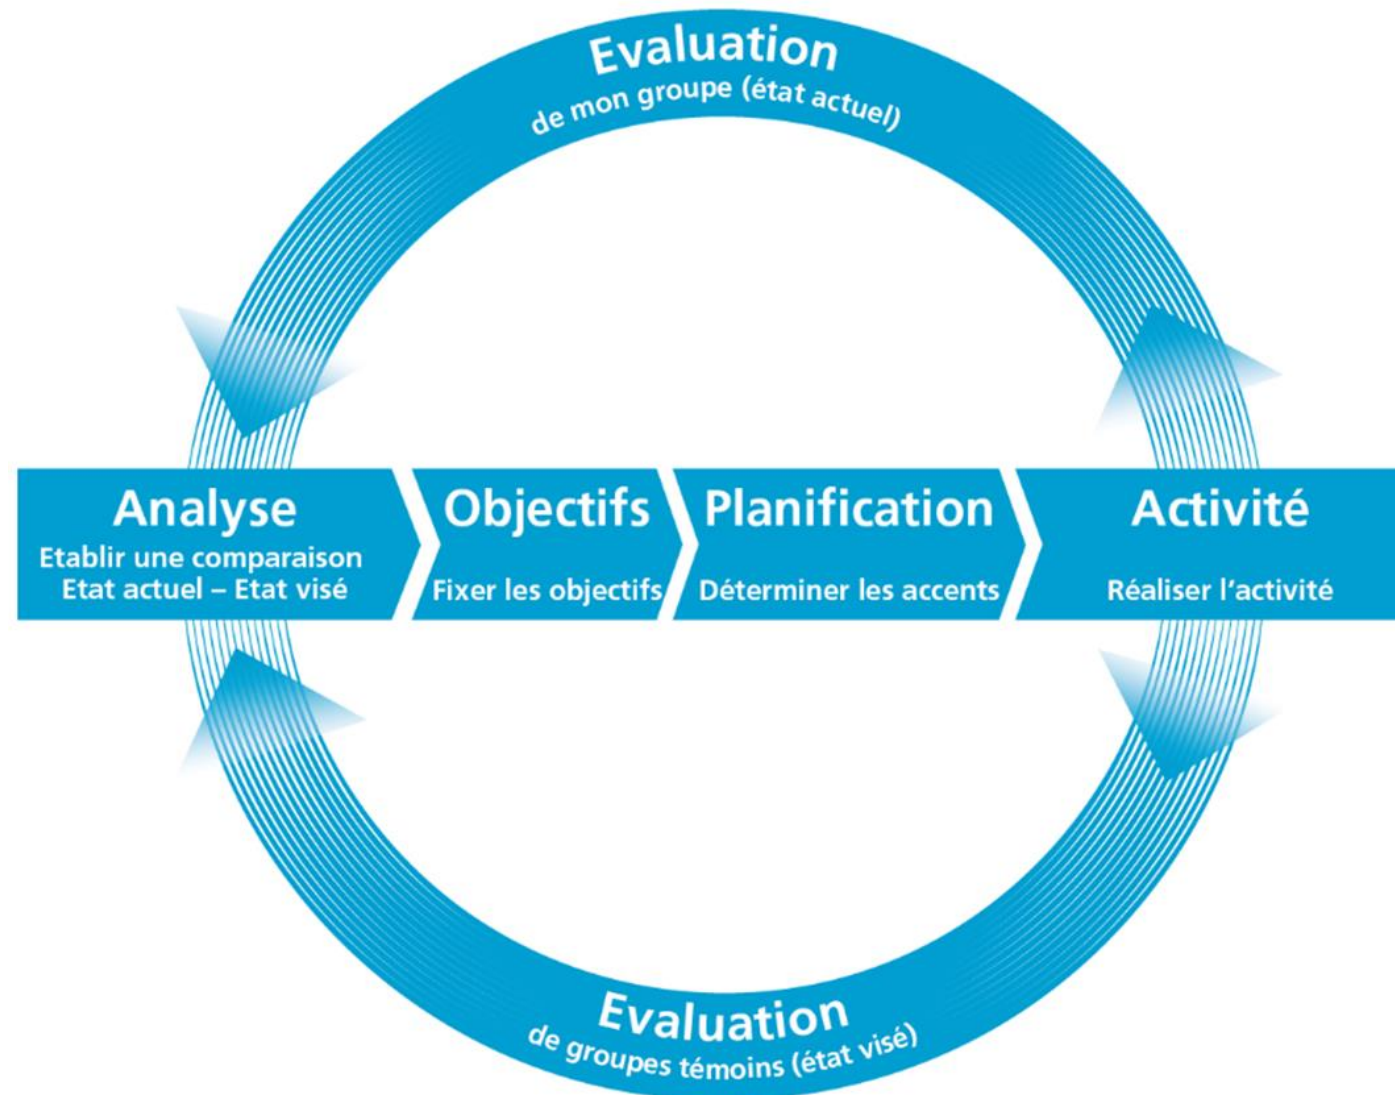 Evaluation
de mon groupe (état actuel)
Analyse
Etablir une comparaison
Etat actuel – Etat visé
Objectifs
Fixer les objectifs
Planification
Déterminer les accents
Activité
Réaliser l'activité
Evaluation
de groupes témoins (état visé)